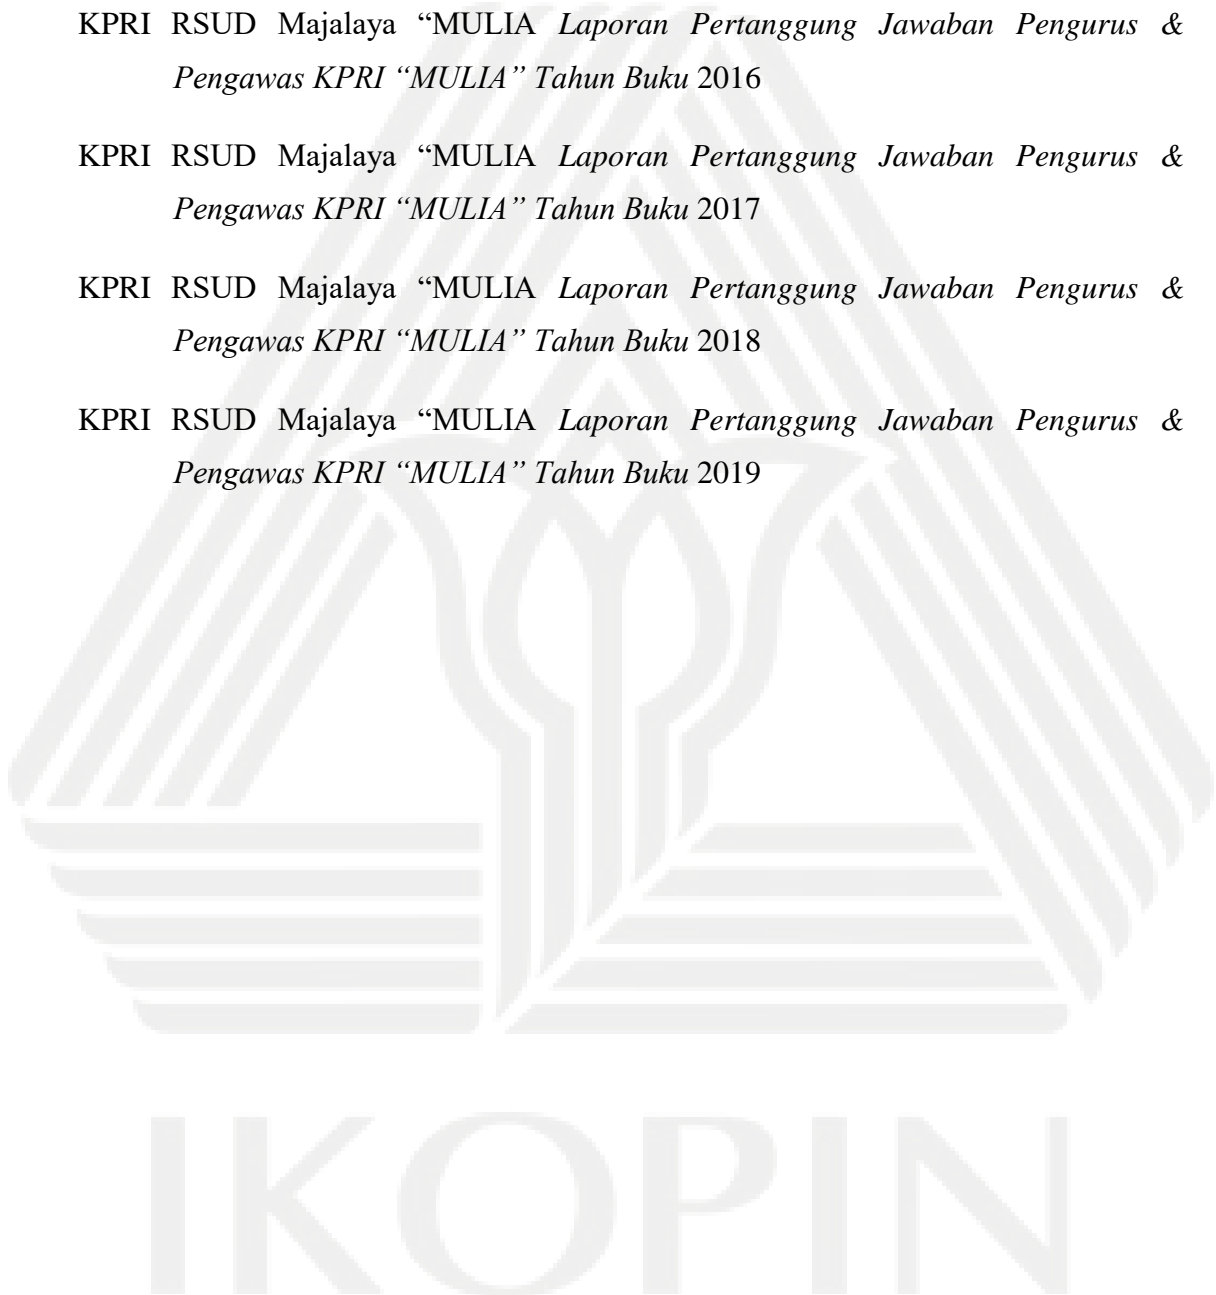 KPRI RSUD Majalaya “MULIA Laporan Pertanggung Jawaban Pengurus &
Pengawas KPRI “MULIA” Tahun Buku 2016
KPRI RSUD Majalaya “MULIA Laporan Pertanggung Jawaban Pengurus &
Pengawas KPRI “MULIA” Tahun Buku 2017
KPRI RSUD Majalaya “MULIA Laporan Pertanggung Jawaban Pengurus &
Pengawas KPRI “MULIA” Tahun Buku 2018
KPRI RSUD Majalaya “MULIA Laporan Pertanggung Jawaban Pengurus &
Pengawas KPRI “MULIA” Tahun Buku 2019
IKOPIN